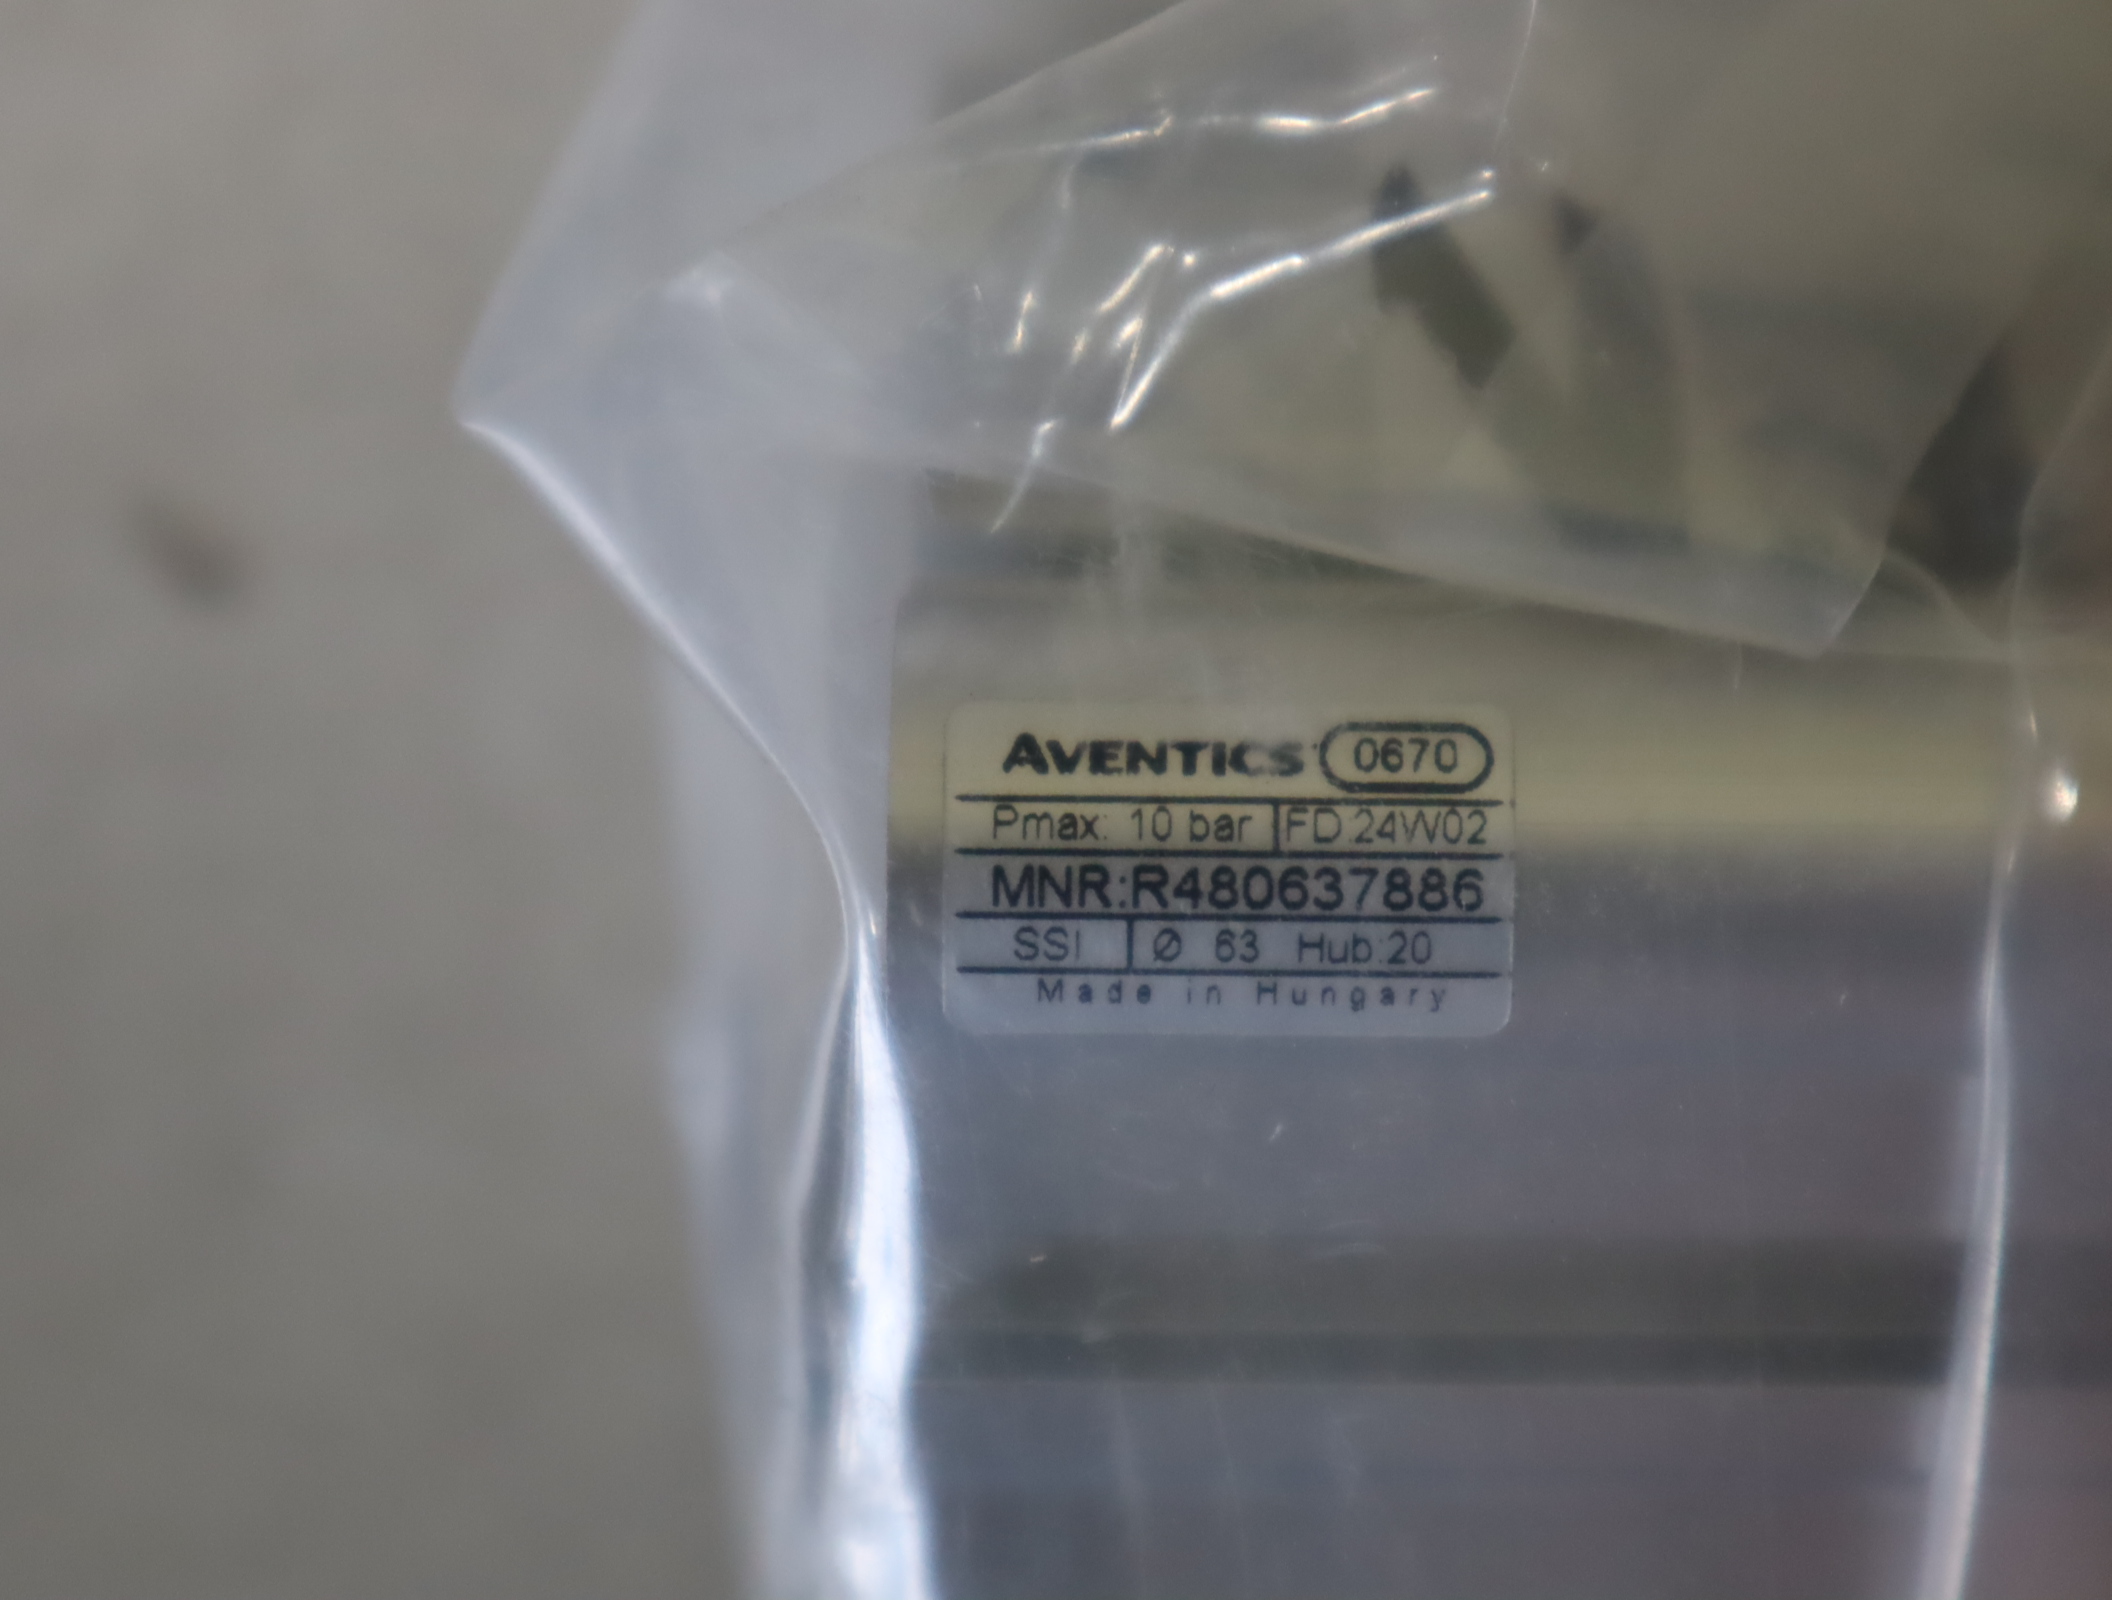 AVENTICS 0670
Pmax: 10 bar FD:24W02
MNR:R480637886
SSI Ø 63 Hub:20
Made in Hungary